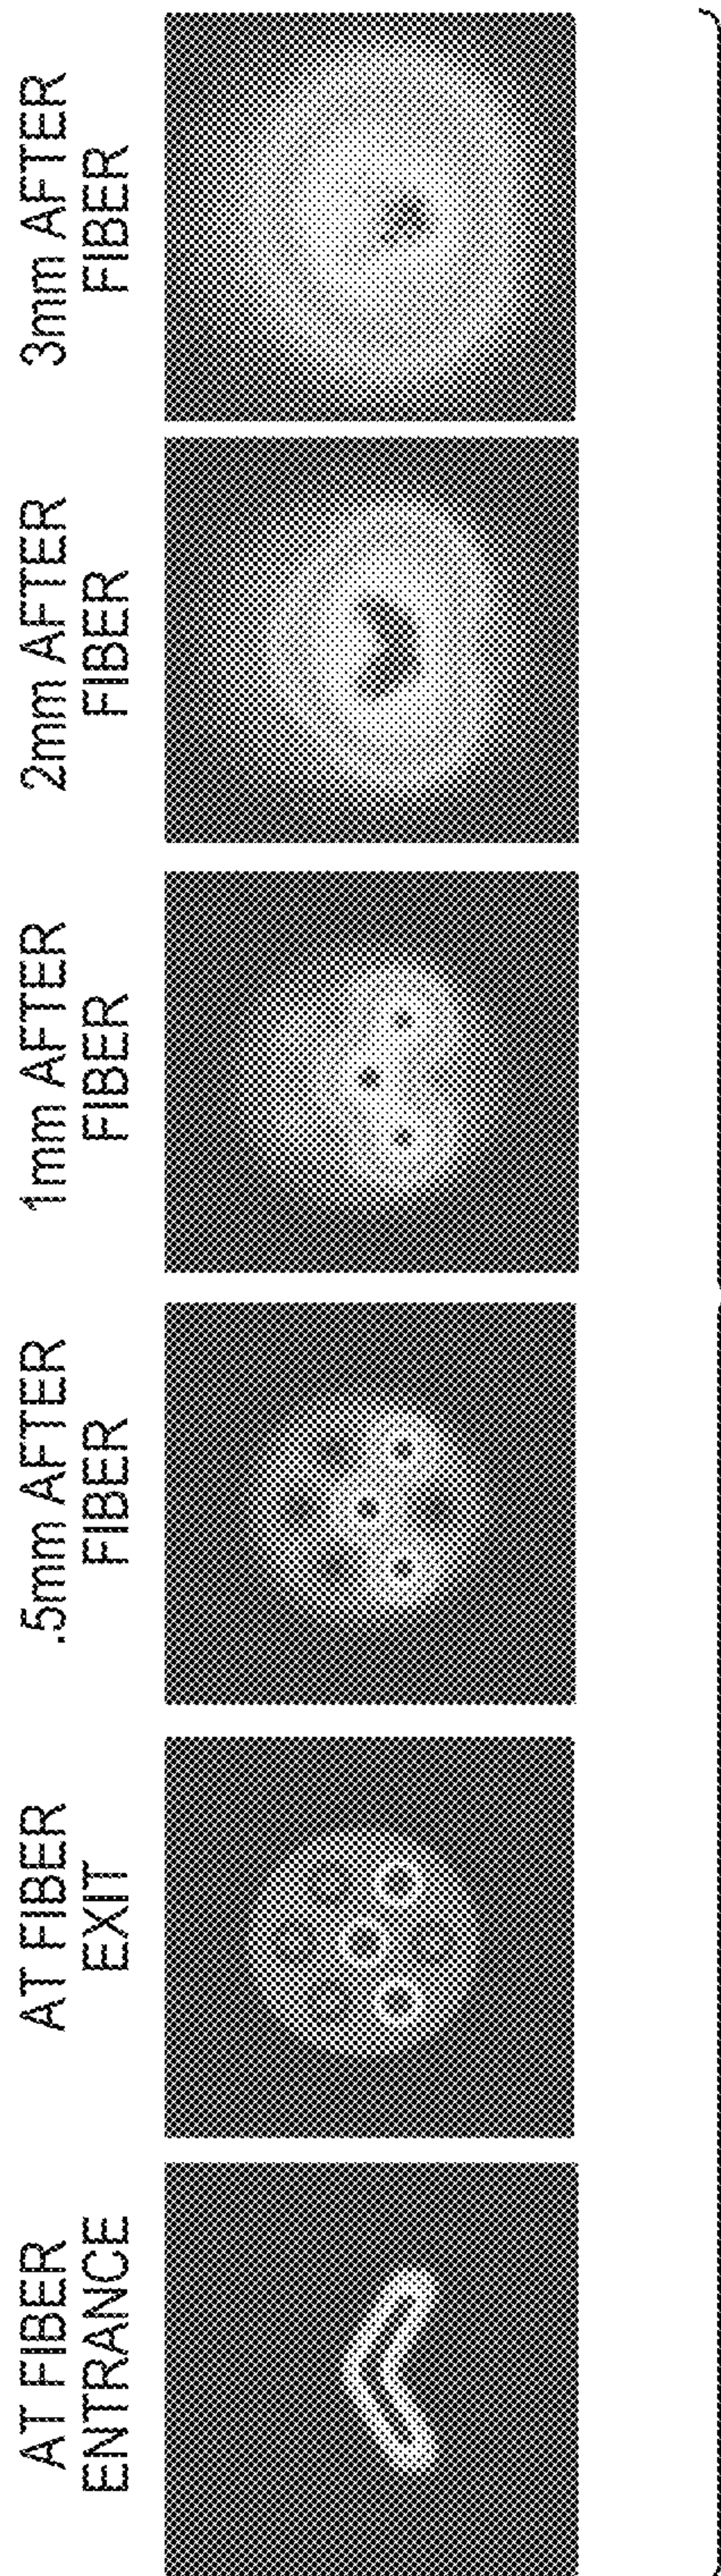 AT FIBER
ENTRANCE
AT FIBER
EXIT
.5mm AFTER
FIBER
1mm AFTER
FIBER
2mm AFTER
FIBER
3mm AFTER
FIBER